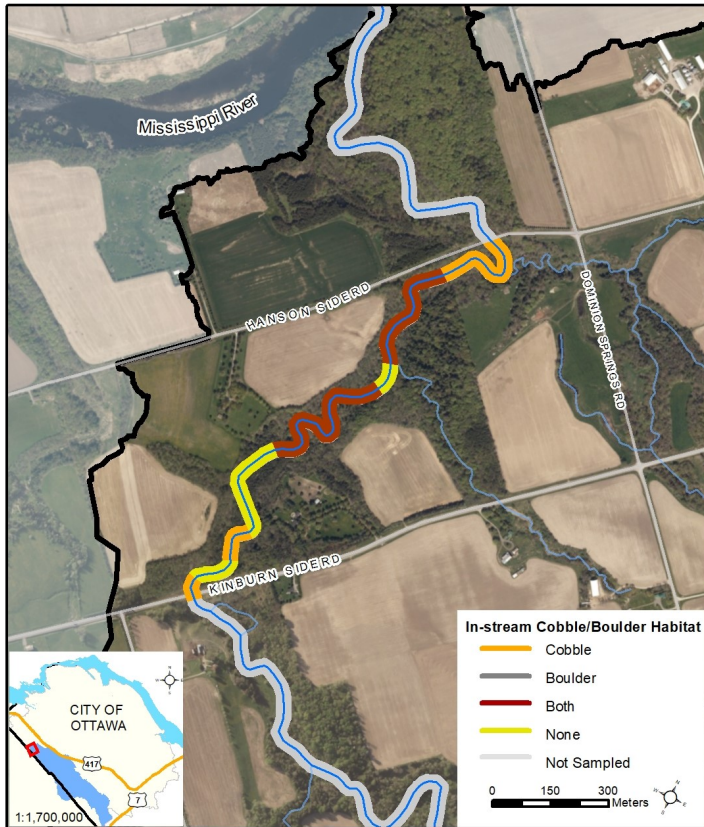 Mississippi River
HANSON SIDERD
DOMINION SPRINGS RD
KINBURN SIDERD
In-stream Cobble/Boulder Habitat
Cobble
Boulder
Both
None
Not Sampled
0 150 300
Meters
N
E
S
W
CITY OF
OTTAWA
N
E
S
W
417
7
1:1,700,000